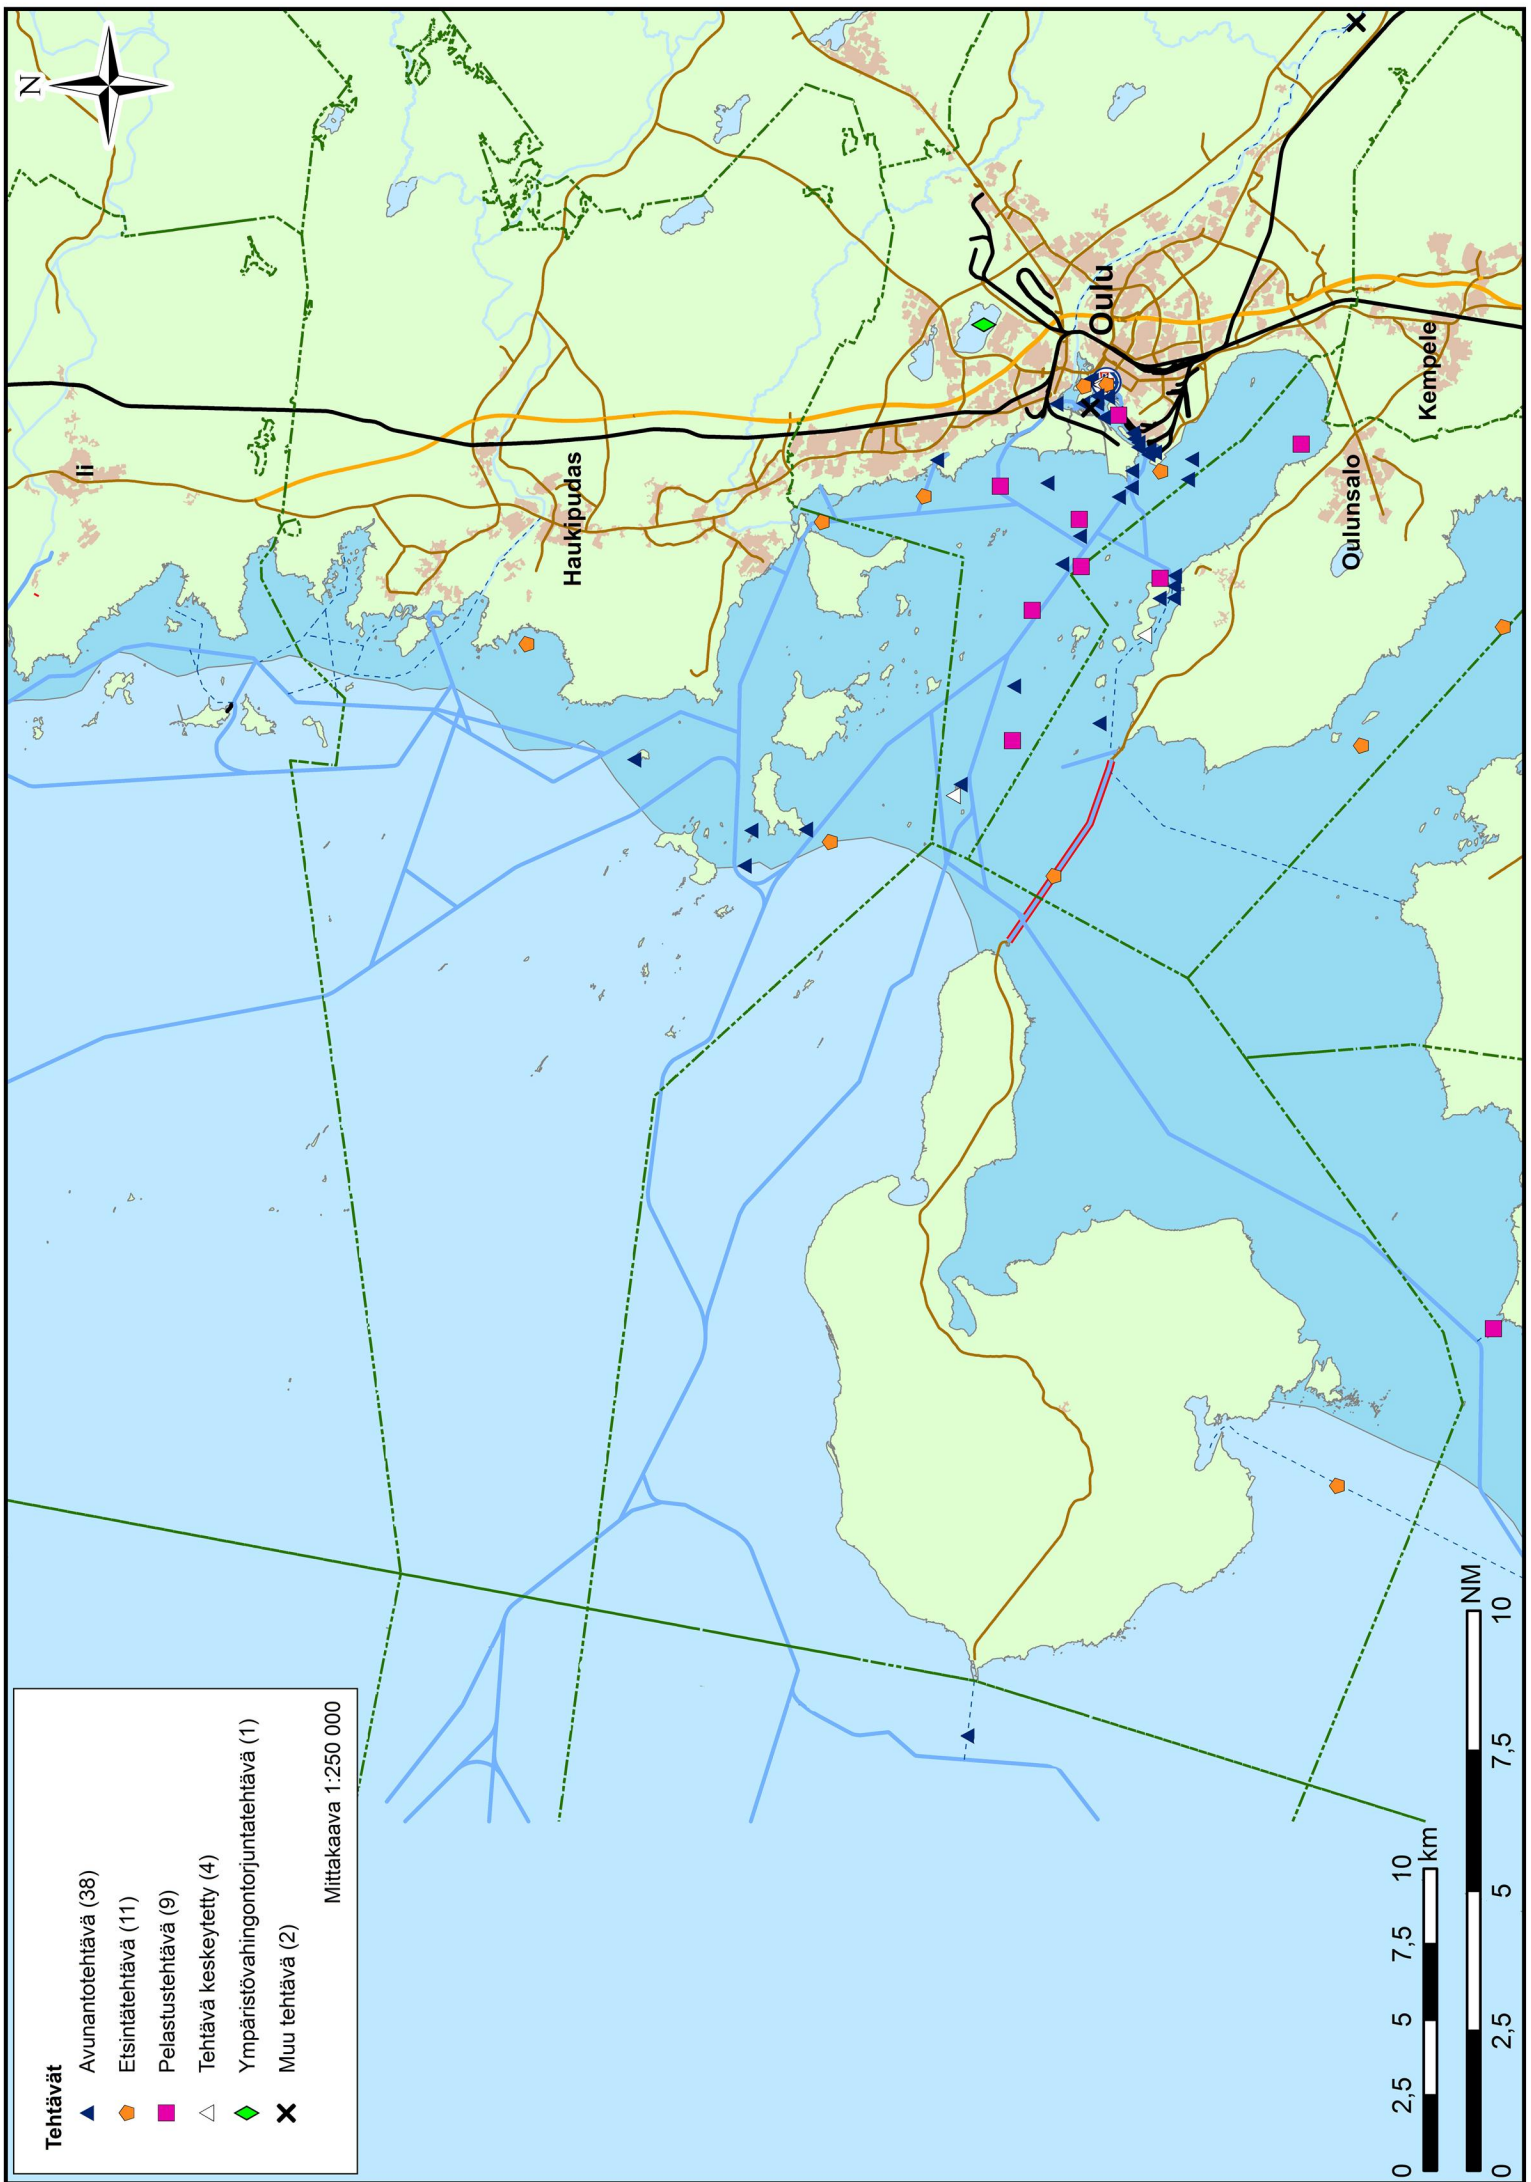 Tehtävät
Avunantotehtävä (38)
Etsintätehtävä (11)
Pelastustehtävä (9)
Tehtävä keskeytetty (4)
Ympäristövahingontorjuntatehtävä (1)
Muu tehtävä (2)
Mittakaava 1:250 000
N
Ii
Haukipudas
Oulu
Oulunsalo
Kempele
0 2,5 5 7,5 10
km
NM
0 2,5 5 7,5 10